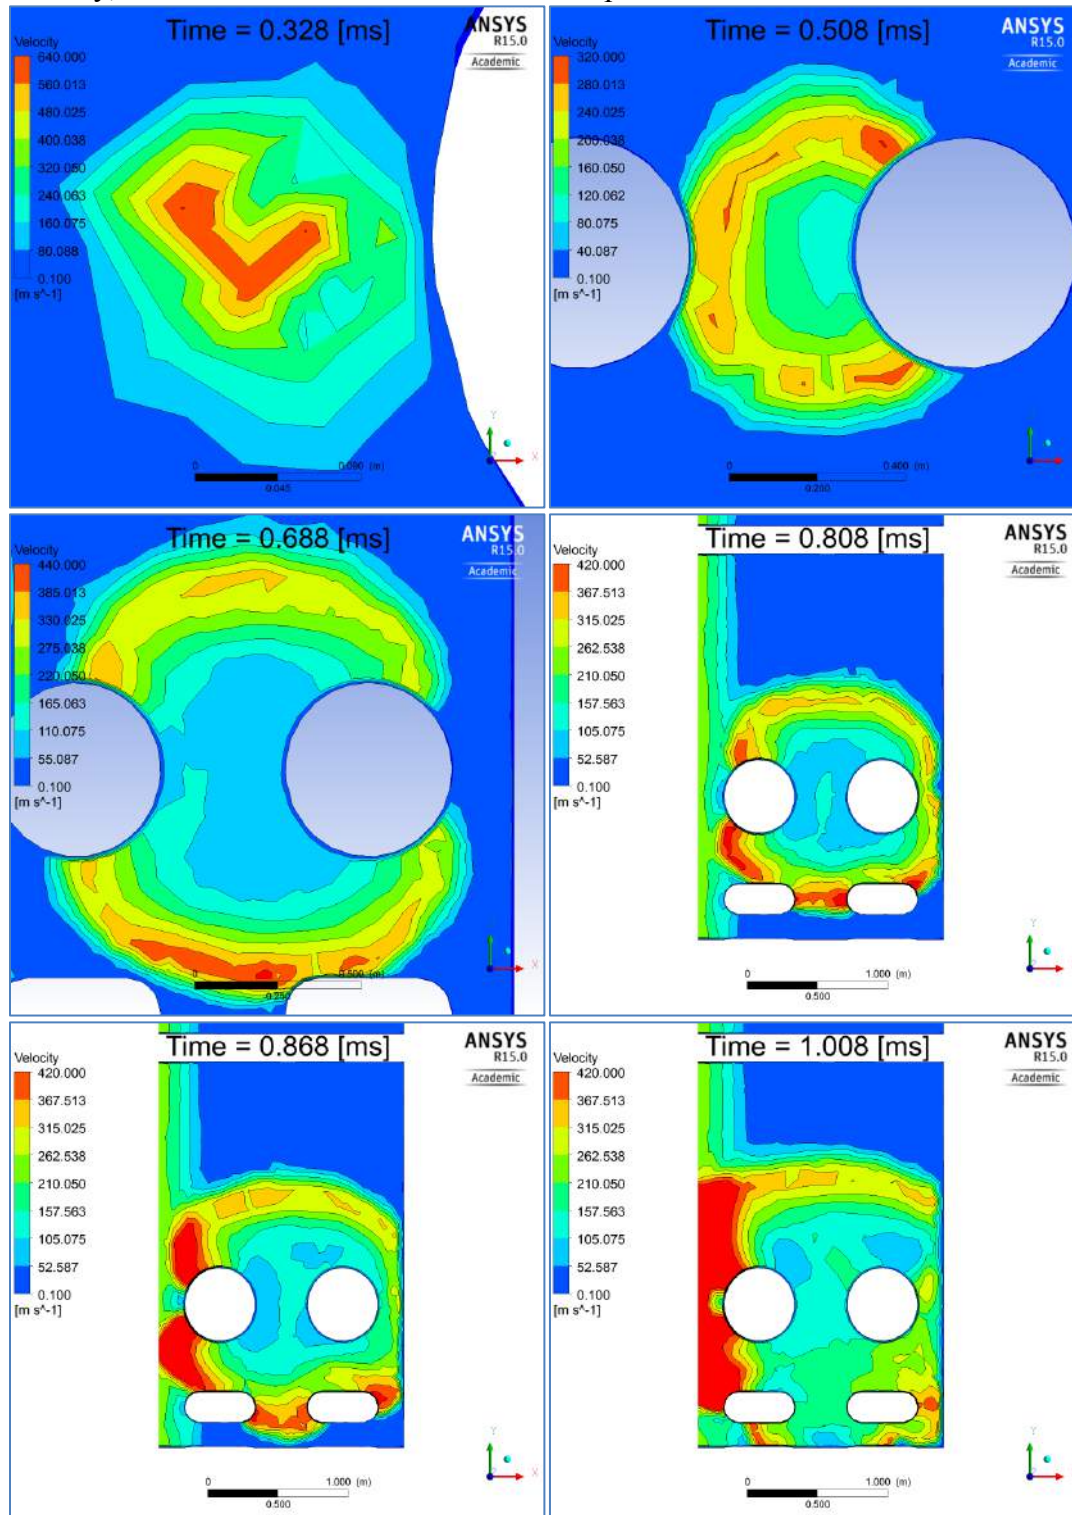 Time = 0.328 [ms]
ANSYS
R15.0
Academic
Velocity
640.000
560.013
480.025
400.038
320.050
240.063
160.075
80.088
0.100
[m s^-1]
0
0.090 (m)
0.045
Y
X
Time = 0.508 [ms]
ANSYS
R15.0
Academic
Velocity
320.000
280.013
240.025
200.038
160.050
120.062
80.075
40.087
0.100
[m s^-1]
0
0.400 (m)
0.200
Time = 0.688 [ms]
ANSYS
R15.0
Academic
Velocity
440.000
385.013
330.025
275.038
220.050
165.063
110.075
55.087
0.100
[m s^-1]
0
0.500 (m)
0.250
Y
X
Time = 0.808 [ms]
ANSYS
R15.0
Academic
Velocity
420.000
367.513
315.025
262.538
210.050
157.563
105.075
52.587
0.100
[m s^-1]
0
1.000 (m)
0.500
Y
X
Time = 0.868 [ms]
ANSYS
R15.0
Academic
Velocity
420.000
367.513
315.025
262.538
210.050
157.563
105.075
52.587
0.100
[m s^-1]
0
1.000 (m)
0.500
Y
X
Time = 1.008 [ms]
ANSYS
R15.0
Academic
Velocity
420.000
367.513
315.025
262.538
210.050
157.563
105.075
52.587
0.100
[m s^-1]
0
1.000 (m)
0.500
Y
X